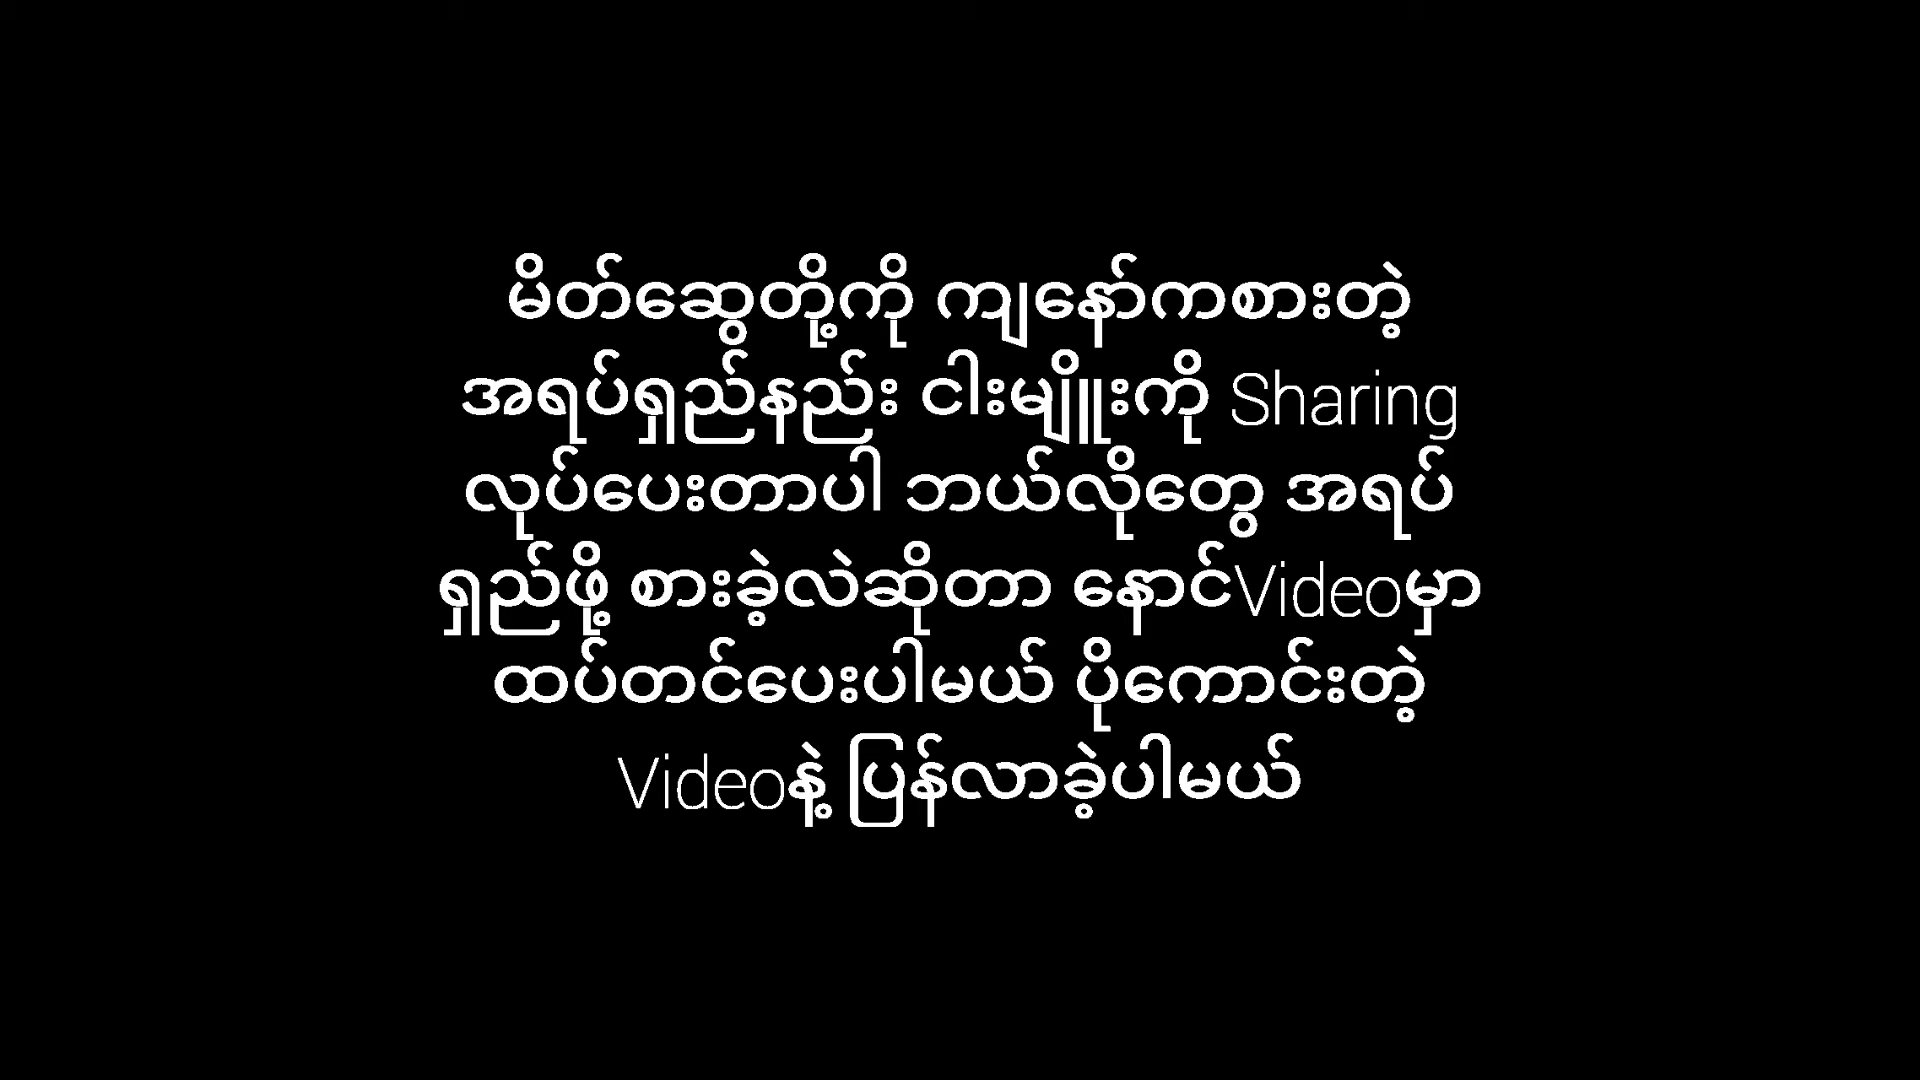 မိတ်ဆွေတို့ကို ကျနော်ကစားတဲ့
အရပ်ရှည်နည်း ငါးမျိူးကို Sharing
လုပ်ပေးတာပါ ဘယ်လိုတွေ အရပ်
ရှည်ဖို့ စားခဲ့လဲဆိုတာ နောင်Videoမှာ
ထပ်တင်ပေးပါမယ် ပိုကောင်းတဲ့
Videoနဲ့ ပြန်လာခဲ့ပါမယ်